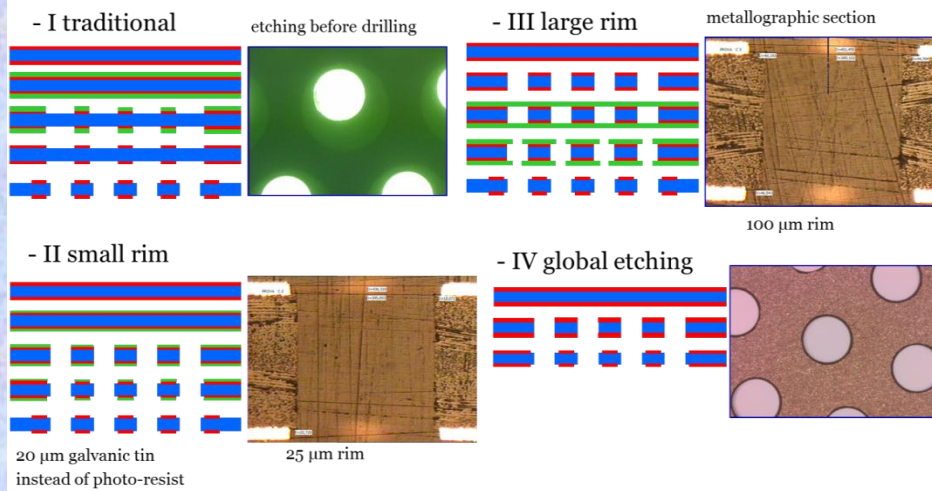 - I traditional
etching before drilling
- III large rim
metallographic section
100 µm rim
- II small rim
20 µm galvanic tin
instead of photo-resist
25 µm rim
- IV global etching